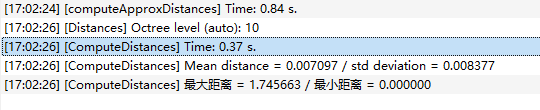 [17:02:24] [computeApproxDistances] Time: 0.84 s.
[17:02:26] [Distances] Octree level (auto): 10
[17:02:26] [ComputeDistances] Time: 0.37 s.
[17:02:26] [ComputeDistances] Mean distance = 0.007097 / std deviation = 0.008377
[17:02:26] [ComputeDistances] 最大距离 = 1.745663 / 最小距离 = 0.000000